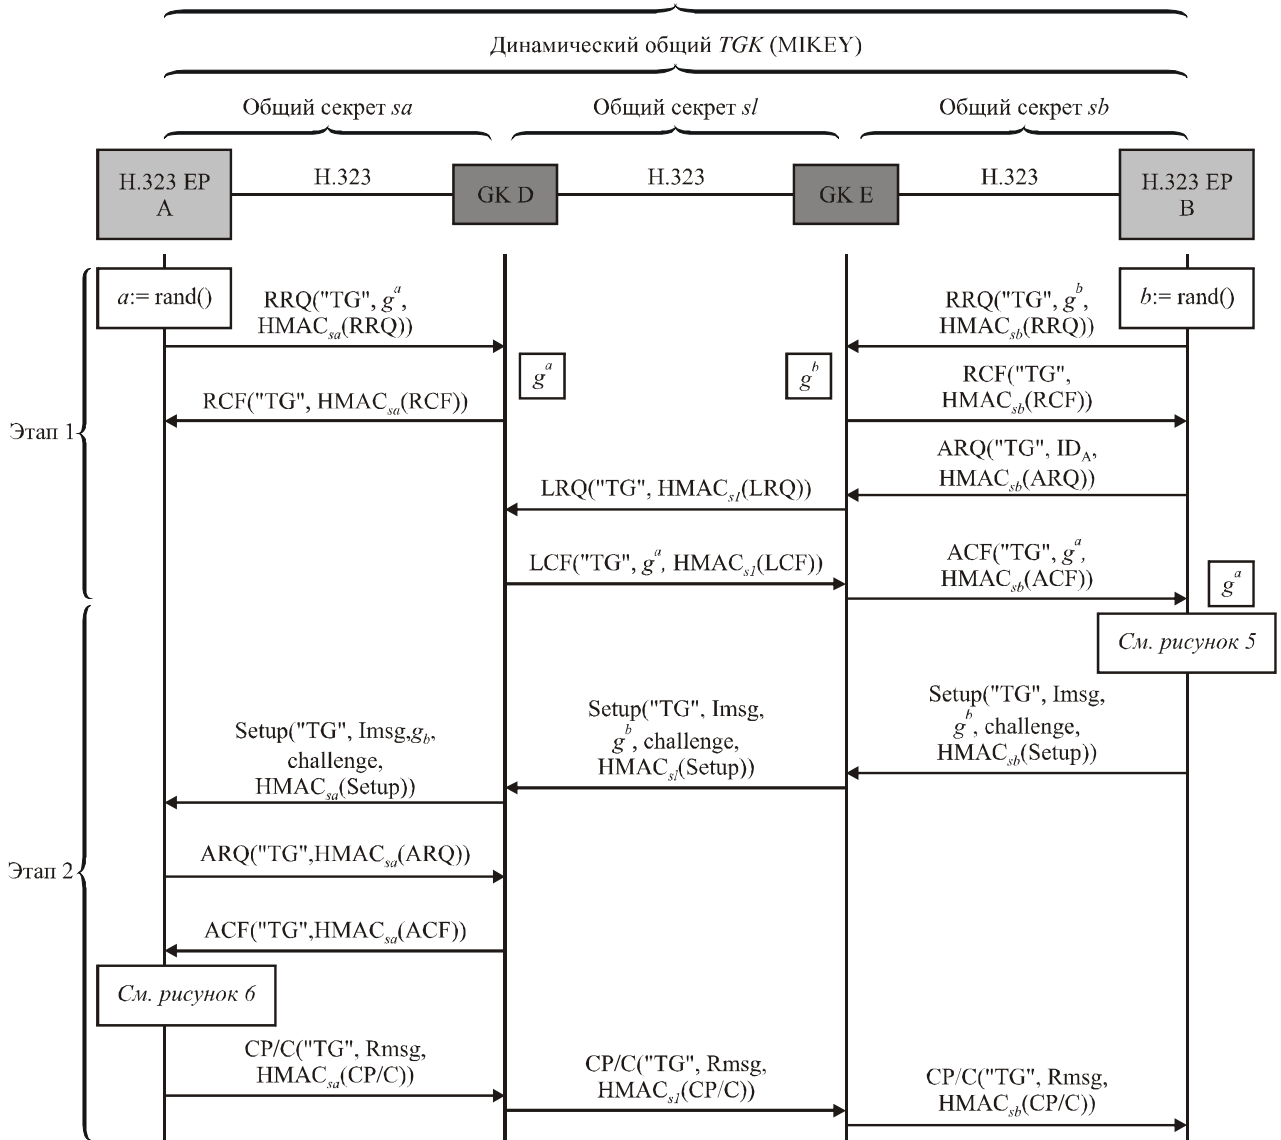 Динамический общий TGK (MIKEY)
Общий секрет sa
Общий секрет sl
Общий секрет sb
H.323 EP
A
H.323
GK D
H.323
GK E
H.323
H.323 EP
B
Этап 1
a:= rand()
RRQ("TG", g^a,
HMAC_sa(RRQ))
RRQ("TG", g^b,
HMAC_sb(RRQ))
b:= rand()
g^a
g^b
RCF("TG", HMAC_sa(RCF))
RCF("TG",
HMAC_sb(RCF))
ARQ("TG", ID_A,
HMAC_sb(ARQ))
LRQ("TG", HMAC_s1(LRQ))
LCF("TG", g^a, HMAC_s1(LCF))
ACF("TG", g^a,
HMAC_sb(ACF))
g^a
См. рисунок 5
Этап 2
Setup("TG", Imsg,
g^b, challenge,
HMAC_sb(Setup))
Setup("TG", Imsg,
g^b, challenge,
HMAC_sl(Setup))
Setup("TG", Imsg,g_b,
challenge,
HMAC_sa(Setup))
ARQ("TG",HMAC_sa(ARQ))
ACF("TG",HMAC_sa(ACF))
См. рисунок 6
CP/C("TG", Rmsg,
HMAC_sa(CP/C))
CP/C("TG", Rmsg,
HMAC_s1(CP/C))
CP/C("TG", Rmsg,
HMAC_sb(CP/C))